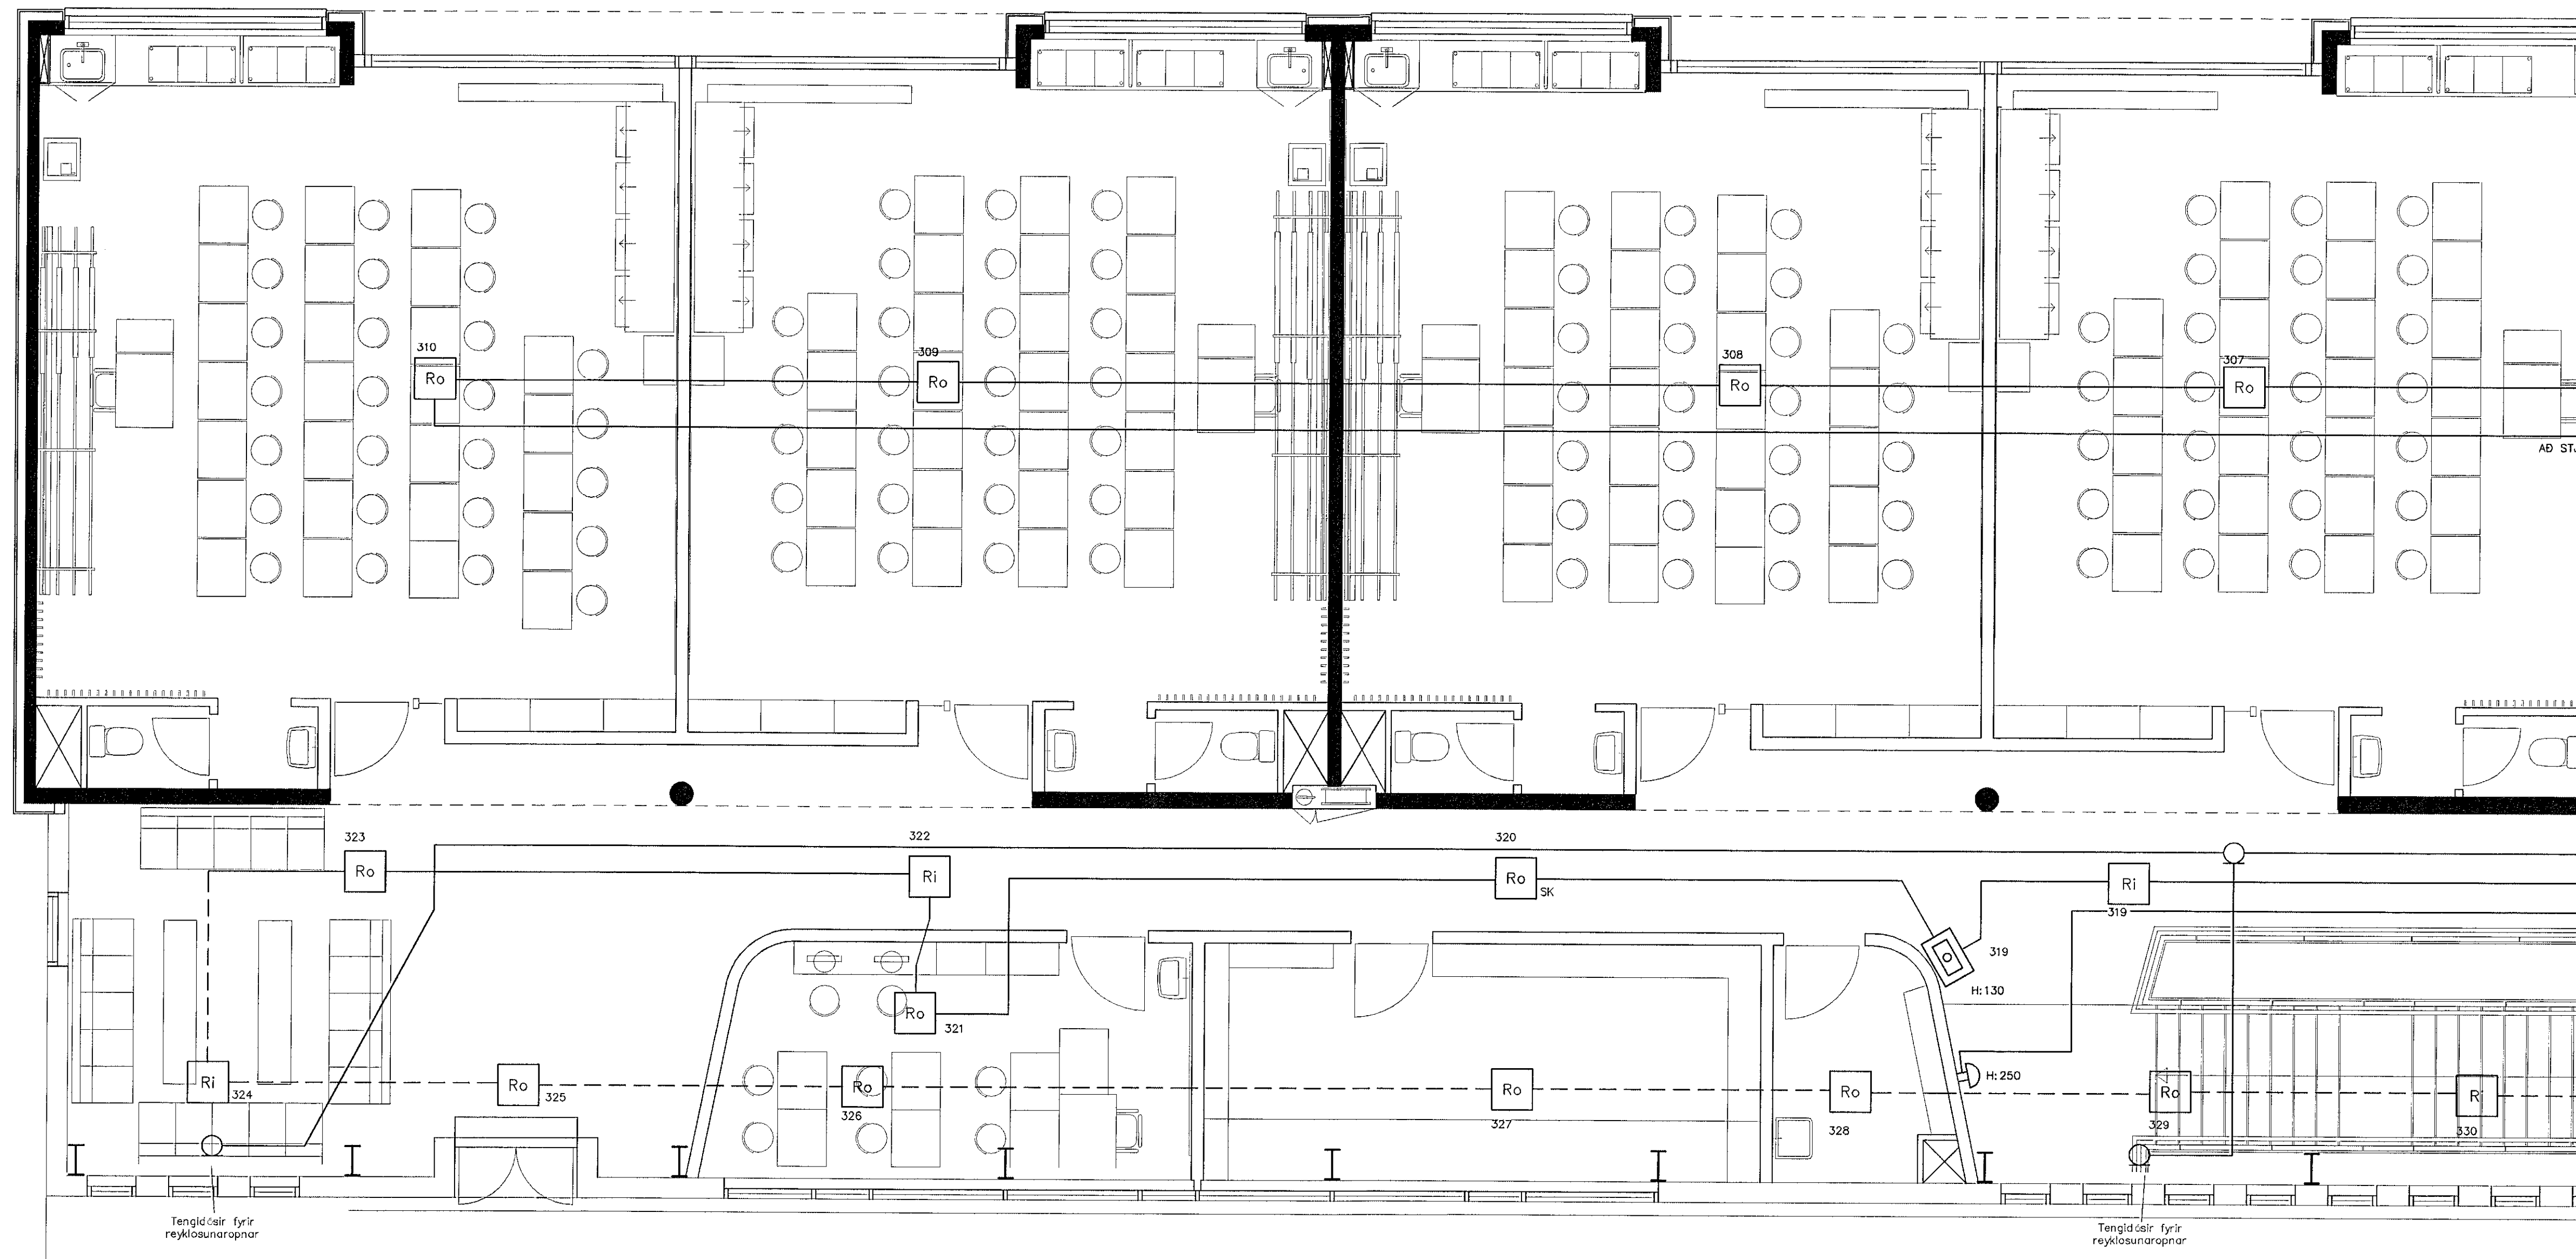 310
Ro
309
Ro
308
Ro
307
Ro
AÐ STJ
323
Ro
322
Ri
320
Ro
SK
Ri
319
319
H:130
Ro
321
Ri
324
Ro
325
Ro
326
Ro
327
Ro
328
H:250
Ro
329
Ri
330
Tengidósir fyrir
reyklosunaropnar
Tengidósir fyrir
reyklosunaropnar